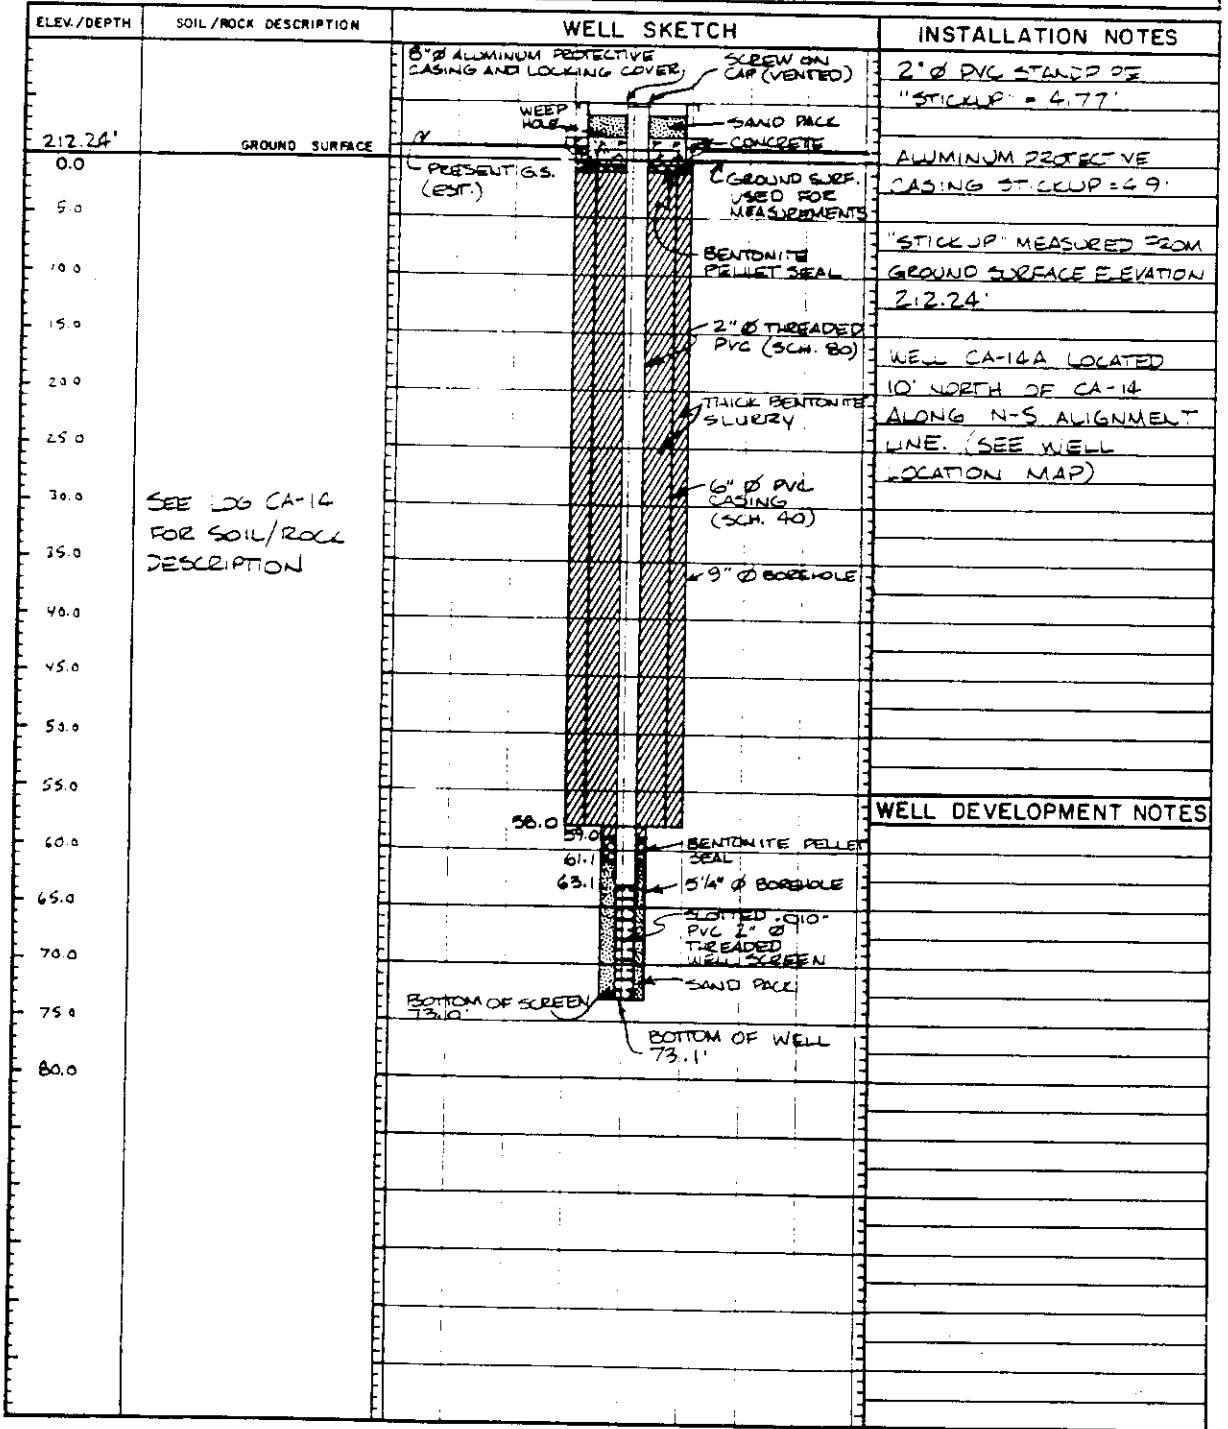 ELEV./DEPTH
SOIL/ROCK DESCRIPTION
WELL SKETCH
INSTALLATION NOTES
8"Ø ALUMINUM PROTECTIVE
CASING AND LOCKING COVER
SCREW ON
CAP (VENTED)
WEEP
HOLE
SAND PACK
CONCRETE
212.24'
GROUND SURFACE
PRESENT G.S.
(EST.)
GROUND SURF.
USED FOR
MEASUREMENTS
BENTONITE
PELLET SEAL
2" Ø THREADED
PVC (SCH. 80)
THICK BENTONITE
SLURRY
6" Ø PVC
CASING
(SCH. 40)
9" Ø BOREHOLE
0.0
5.0
10.0
15.0
20.0
25.0
30.0
35.0
40.0
45.0
50.0
55.0
60.0
65.0
70.0
75.0
80.0
SEE LOG CA-14
FOR SOIL/ROCK
DESCRIPTION
58.0
59.0
61.1
63.1
BENTONITE PELLET
SEAL
5 1/4" Ø BOREHOLE
SLOTTED .010"
PVC 2" Ø
THREADED
WELL SCREEN
SAND PACK
BOTTOM OF SCREEN
73.0'
BOTTOM OF WELL
73.1'
2" Ø PVC
"STICKUP" = 4.77'
ALUMINUM PROTECTIVE
CASING STICKUP = 4.9'
"STICKUP" MEASURED FROM
GROUND SURFACE ELEVATION
212.24'
WELL CA-14A LOCATED
10' NORTH OF CA-14
ALONG N-S ALIGNMENT
LINE. (SEE WELL
LOCATION MAP)
WELL DEVELOPMENT NOTES